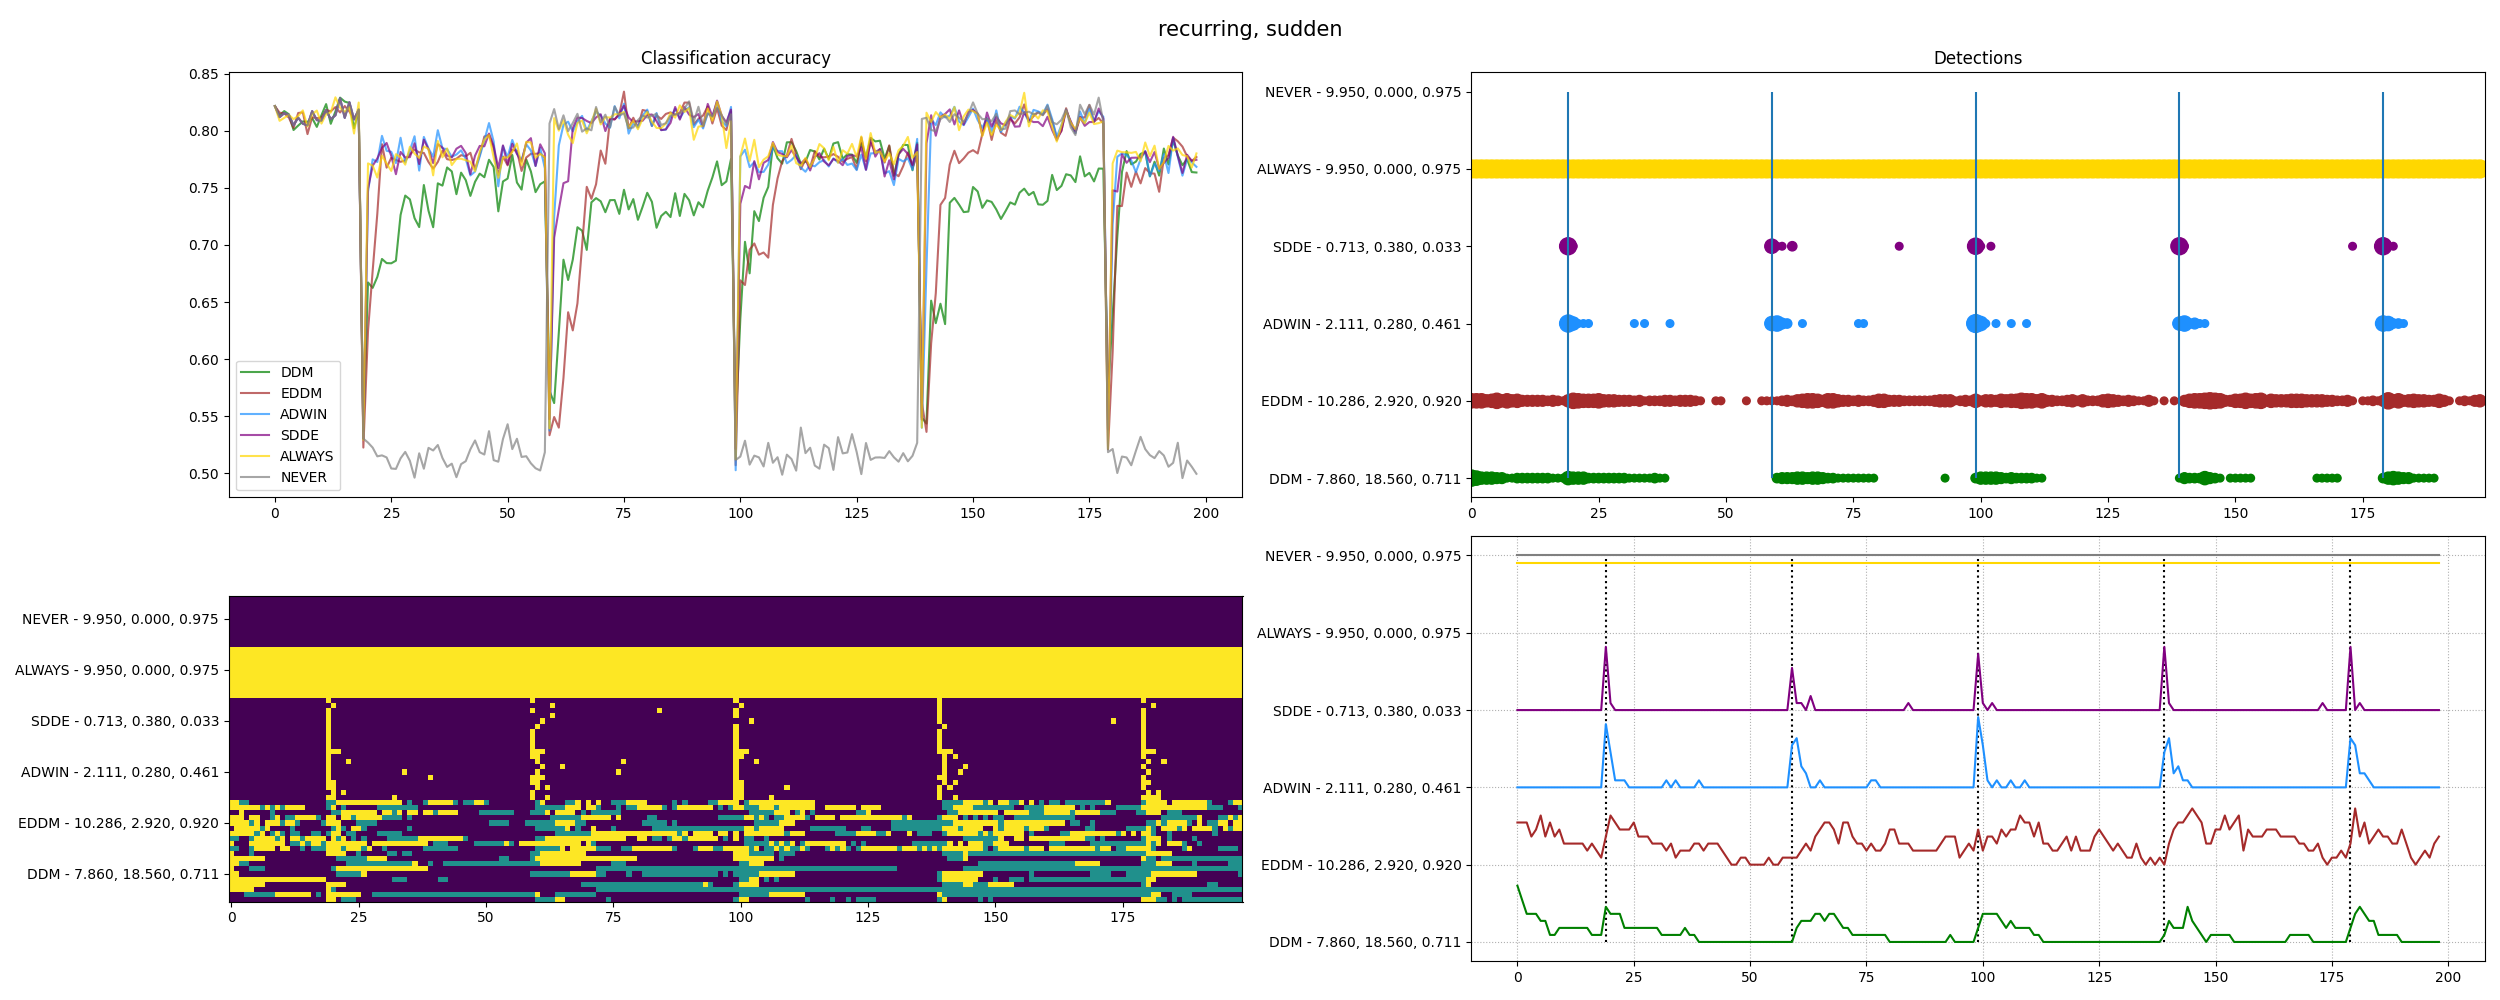 recurring, sudden
Classification accuracy
0.85
0.80
0.75
0.70
0.65
0.60
0.55
0.50
DDM
EDDM
ADWIN
SDDE
ALWAYS
NEVER
0 25 50 75 100 125 150 175 200
Detections
NEVER - 9.950, 0.000, 0.975
ALWAYS - 9.950, 0.000, 0.975
SDDE - 0.713, 0.380, 0.033
ADWIN - 2.111, 0.280, 0.461
EDDM - 10.286, 2.920, 0.920
DDM - 7.860, 18.560, 0.711
0 25 50 75 100 125 150 175
NEVER - 9.950, 0.000, 0.975
ALWAYS - 9.950, 0.000, 0.975
SDDE - 0.713, 0.380, 0.033
ADWIN - 2.111, 0.280, 0.461
EDDM - 10.286, 2.920, 0.920
DDM - 7.860, 18.560, 0.711
0 25 50 75 100 125 150 175
NEVER - 9.950, 0.000, 0.975
ALWAYS - 9.950, 0.000, 0.975
SDDE - 0.713, 0.380, 0.033
ADWIN - 2.111, 0.280, 0.461
EDDM - 10.286, 2.920, 0.920
DDM - 7.860, 18.560, 0.711
0 25 50 75 100 125 150 175 200